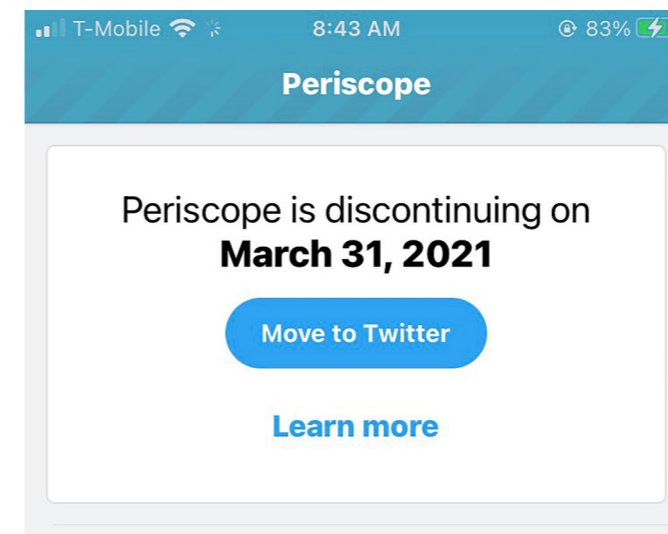 T-Mobile 8:43 AM 83%
Periscope
Periscope is discontinuing on
March 31, 2021
Move to Twitter
Learn more